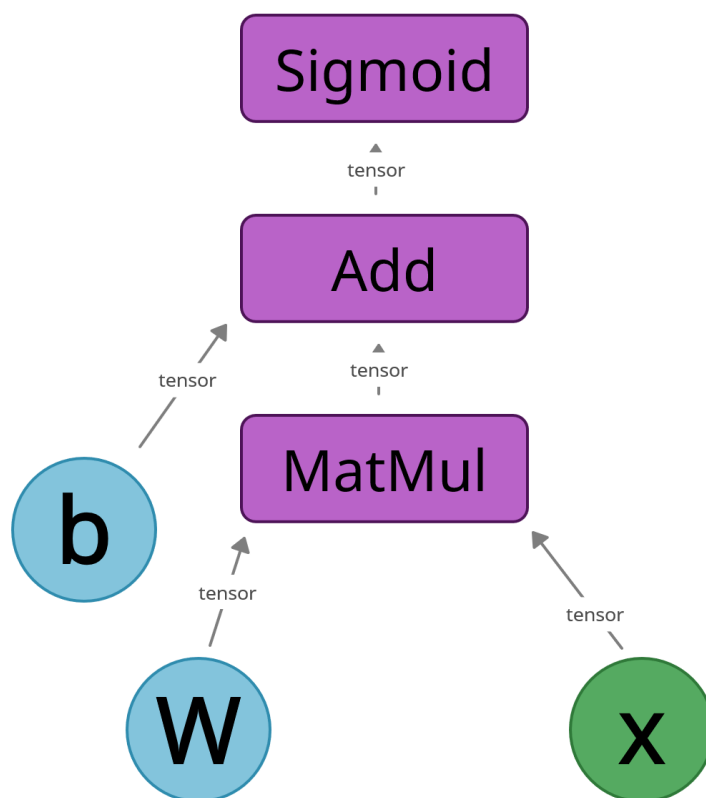 Sigmoid
tensor
Add
tensor
tensor
b
MatMul
tensor
tensor
W
x